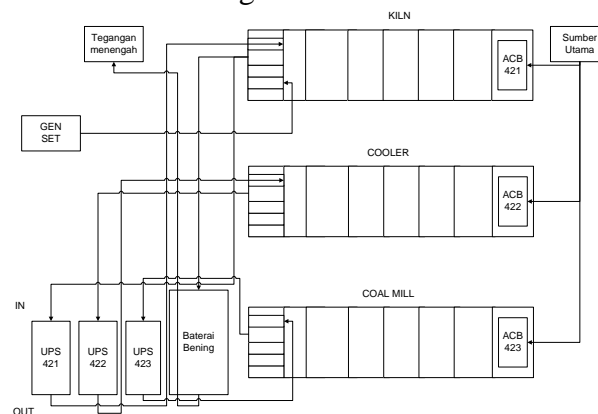 KILN
Tegangan
menengah
Sumber
Utama
ACB
421
GEN
SET
COOLER
ACB
422
COAL MILL
IN
UPS
421
UPS
422
UPS
423
Baterai
Bening
ACB
423
OUT